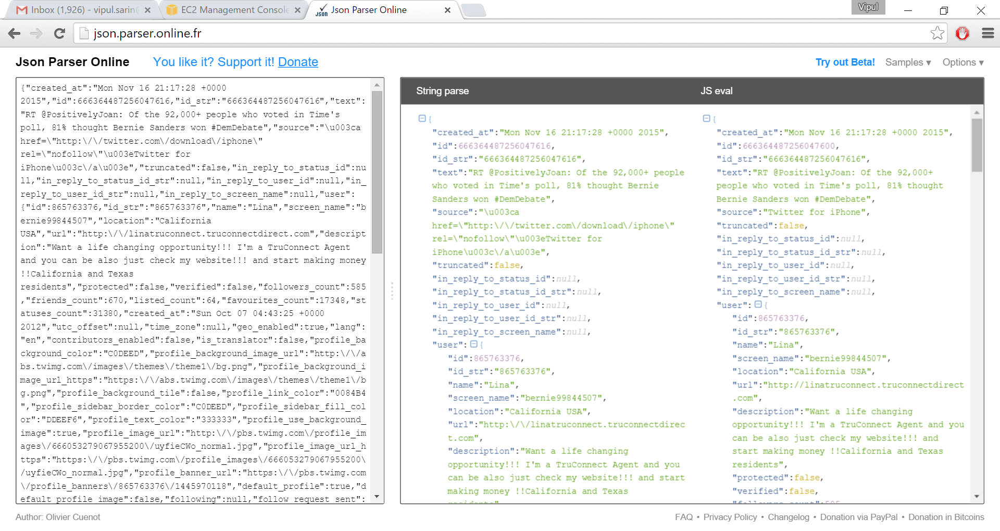 Inbox (1,926) - vipul.sarin@
EC2 Management Console
Json Parser Online
Vipul
json.parser.online.fr
Json Parser Online
You like it? Support it! Donate
Try out Beta!
Samples ▾
Options ▾
{"created_at":"Mon Nov 16 21:17:28 +0000
2015","id":666364487256047616,"id_str":"666364487256047616","text":
"RT @PositivelyJoan: Of the 92,000+ people who voted in Time's
poll, 81% thought Bernie Sanders won #DemDebate","source":"\u003ca
href=\"http:\/\/twitter.com\/download\/iphone\"
rel=\"nofollow\"\u003eTwitter for
iPhone\u003c\/a\u003e","truncated":false,"in_reply_to_status_id":nu
ll,"in_reply_to_status_id_str":null,"in_reply_to_user_id":null,"in_
reply_to_user_id_str":null,"in_reply_to_screen_name":null,"user":
{"id":865763376,"id_str":"865763376","name":"Lina","screen_name":"b
ernie99844507","location":"California
USA","url":"http:\/\/linatruconnect.truconnectdirect.com","descript
ion":"Want a life changing opportunity!!! I'm a TruConnect Agent
and you can be also just check my website!!! and start making money
!!California and Texas
residents","protected":false,"verified":false,"followers_count":585
,"friends_count":670,"listed_count":64,"favourites_count":17348,"st
atuses_count":31380,"created_at":"Sun Oct 07 04:43:25 +0000
2012","utc_offset":null,"time_zone":null,"geo_enabled":true,"lang":
"en","contributors_enabled":false,"is_translator":false,"profile_ba
ckground_color":"C0DEED","profile_background_image_url":"http:\/\/a
bs.twimg.com\/images\/themes\/theme1\/bg.png","profile_background_i
mage_url_https":"https:\/\/abs.twimg.com\/images\/themes\/theme1\/b
g.png","profile_background_tile":false,"profile_link_color":"0084B4
","profile_sidebar_border_color":"C0DEED","profile_sidebar_fill_col
or":"DDEEF6","profile_text_color":"333333","profile_use_background_
image":true,"profile_image_url":"http:\/\/pbs.twimg.com\/profile_im
ages\/666053279067955200\/uyfieCWo_normal.jpg","profile_image_url_h
ttps":"https:\/\/pbs.twimg.com\/profile_images\/666053279067955200\
/uyfieCWo_normal.jpg","profile_banner_url":"https:\/\/pbs.twimg.com
\/profile_banners\/865763376\/1445970118","default_profile":true,"d
efault_profile_image":false,"following":null,"follow_request_sent":
String parse
{
"created_at":"Mon Nov 16 21:17:28 +0000 2015",
"id":666364487256047616,
"id_str":"666364487256047616",
"text":"RT @PositivelyJoan: Of the 92,000+ people
who voted in Time's poll, 81% thought Bernie
Sanders won #DemDebate",
"source":"\u003ca
href=\"http:\/\/twitter.com\/download\/iphone\"
rel=\"nofollow\"\u003eTwitter for
iPhone\u003c\/a\u003e",
"truncated":false,
"in_reply_to_status_id":null,
"in_reply_to_status_id_str":null,
"in_reply_to_user_id":null,
"in_reply_to_user_id_str":null,
"in_reply_to_screen_name":null,
"user":{
"id":865763376,
"id_str":"865763376",
"name":"Lina",
"screen_name":"bernie99844507",
"location":"California USA",
"url":"http:\/\/linatruconnect.truconnectdirec
t.com",
"description":"Want a life changing
opportunity!!! I'm a TruConnect Agent and you
can be also just check my website!!! and start
making money !!California and Texas
residents",
JS eval
{
"created_at":"Mon Nov 16 21:17:28 +0000 2015",
"id":666364487256047600,
"id_str":"666364487256047616",
"text":"RT @PositivelyJoan: Of the 92,000+
people who voted in Time's poll, 81% thought
Bernie Sanders won #DemDebate",
"source":"Twitter for iPhone",
"truncated":false,
"in_reply_to_status_id":null,
"in_reply_to_status_id_str":null,
"in_reply_to_user_id":null,
"in_reply_to_user_id_str":null,
"in_reply_to_screen_name":null,
"user":{
"id":865763376,
"id_str":"865763376",
"name":"Lina",
"screen_name":"bernie99844507",
"location":"California USA",
"url":"http://linatruconnect.truconnectdirect
.com",
"description":"Want a life changing
opportunity!!! I'm a TruConnect Agent and you
can be also just check my website!!! and
start making money !!California and Texas
residents",
"protected":false,
"verified":false,
"followers_count":585
Author: Olivier Cuenot
FAQ • Privacy Policy • Changelog • Donation via PayPal • Donation in Bitcoins